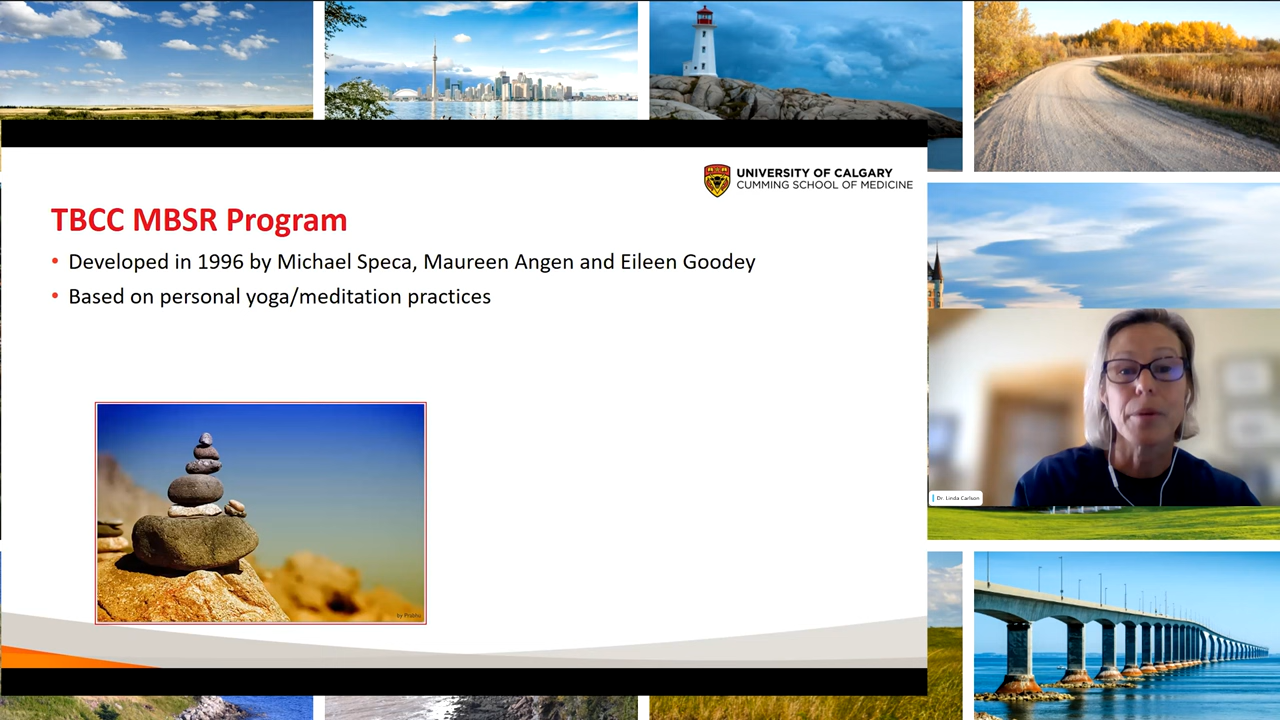 UNIVERSITY OF CALGARY
CUMMING SCHOOL OF MEDICINE
TBCC MBSR Program
• Developed in 1996 by Michael Speca, Maureen Angen and Eileen Goodey
• Based on personal yoga/meditation practices
Dr. Linda Carlson